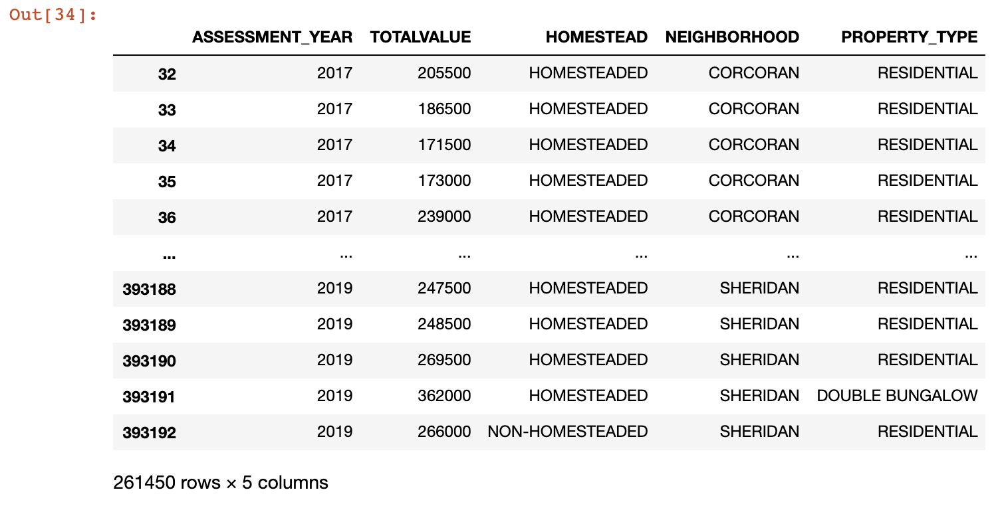 Out[34]:
ASSESSMENT_YEAR TOTALVALUE HOMESTEAD NEIGHBORHOOD PROPERTY_TYPE
32 2017 205500 HOMESTEADED CORCORAN RESIDENTIAL
33 2017 186500 HOMESTEADED CORCORAN RESIDENTIAL
34 2017 171500 HOMESTEADED CORCORAN RESIDENTIAL
35 2017 173000 HOMESTEADED CORCORAN RESIDENTIAL
36 2017 239000 HOMESTEADED CORCORAN RESIDENTIAL
... ... ... ... ... ...
393188 2019 247500 HOMESTEADED SHERIDAN RESIDENTIAL
393189 2019 248500 HOMESTEADED SHERIDAN RESIDENTIAL
393190 2019 269500 HOMESTEADED SHERIDAN RESIDENTIAL
393191 2019 362000 HOMESTEADED SHERIDAN DOUBLE BUNGALOW
393192 2019 266000 NON-HOMESTEADED SHERIDAN RESIDENTIAL
261450 rows × 5 columns